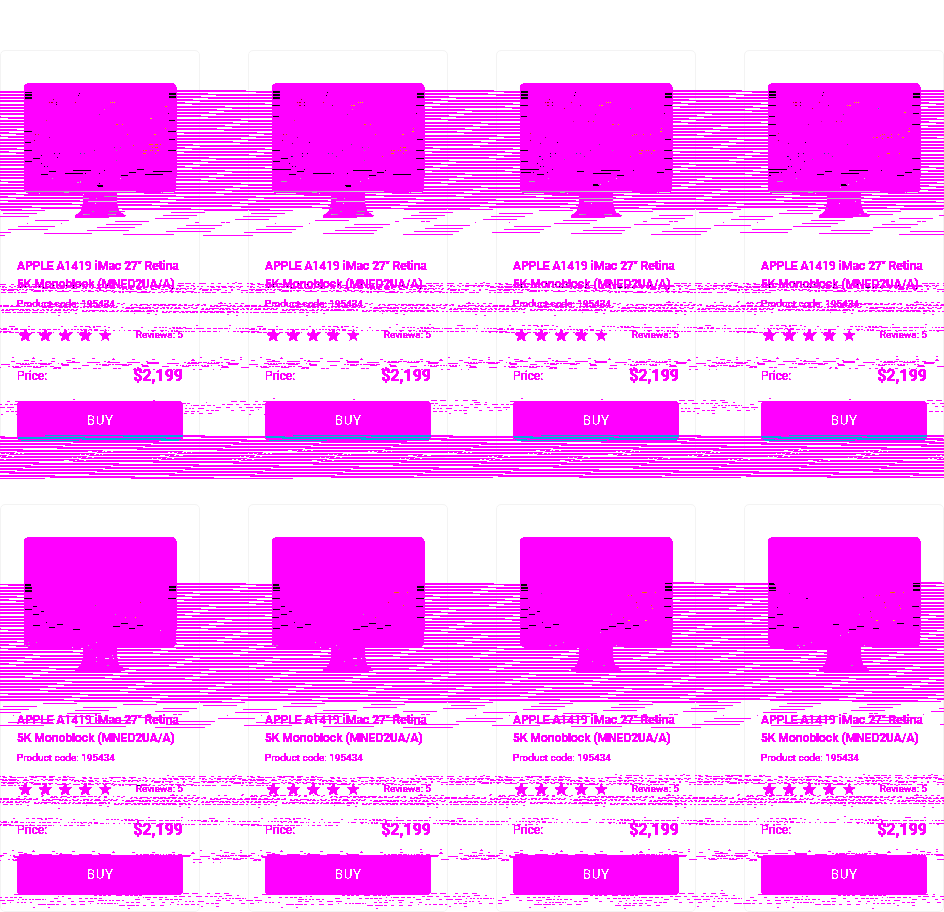 APPLE A1419 iMac 27" Retina
5K Monoblock (MNED2UA/A)
Product code: 195434
Reviews: 5
Price: $2,199
BUY
APPLE A1419 iMac 27" Retina
5K Monoblock (MNED2UA/A)
Product code: 195434
Reviews: 5
Price: $2,199
BUY
APPLE A1419 iMac 27" Retina
5K Monoblock (MNED2UA/A)
Product code: 195434
Reviews: 5
Price: $2,199
BUY
APPLE A1419 iMac 27" Retina
5K Monoblock (MNED2UA/A)
Product code: 195434
Reviews: 5
Price: $2,199
BUY
APPLE A1419 iMac 27" Retina
5K Monoblock (MNED2UA/A)
Product code: 195434
Reviews: 5
Price: $2,199
BUY
APPLE A1419 iMac 27" Retina
5K Monoblock (MNED2UA/A)
Product code: 195434
Reviews: 5
Price: $2,199
BUY
APPLE A1419 iMac 27" Retina
5K Monoblock (MNED2UA/A)
Product code: 195434
Reviews: 5
Price: $2,199
BUY
APPLE A1419 iMac 27" Retina
5K Monoblock (MNED2UA/A)
Product code: 195434
Reviews: 5
Price: $2,199
BUY